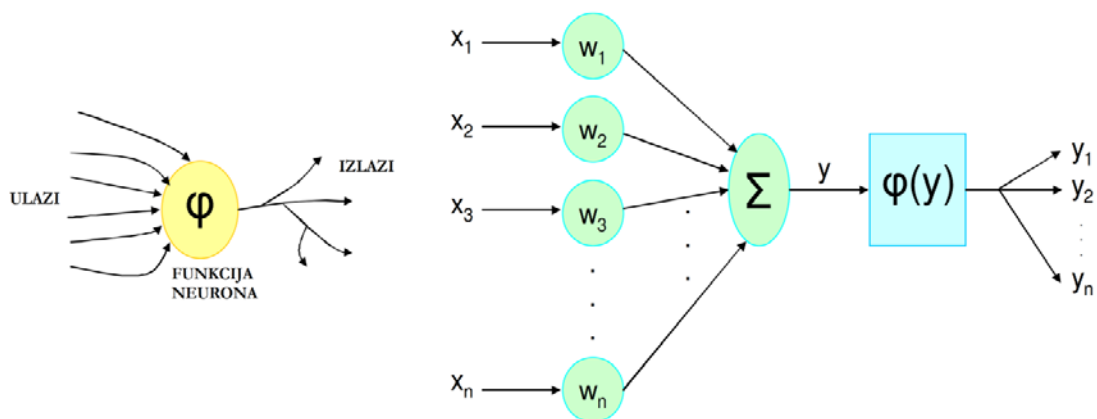 ULAZI
φ
IZLAZI
FUNKCIJA
NEURONA
x₁
w₁
x₂
w₂
x₃
w₃
xₙ
wₙ
Σ
y
φ(y)
y₁
y₂
yₙ